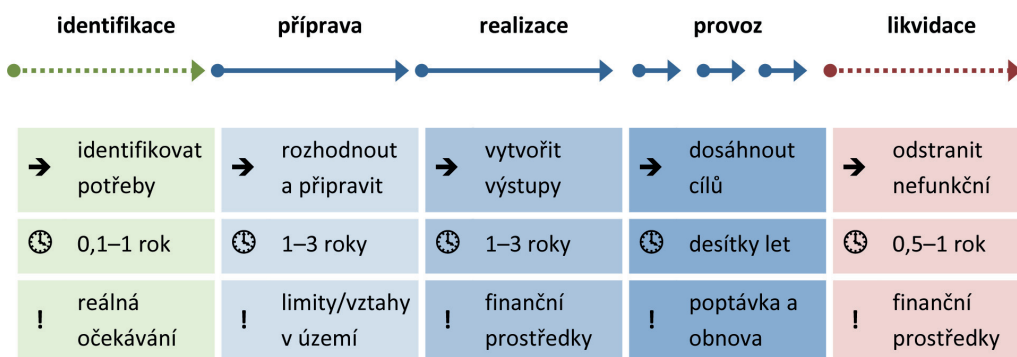 identifikace
příprava
realizace
provoz
likvidace
identifikovat
potřeby
rozhodnout
a připravit
vytvořit
výstupy
dosáhnout
cílů
odstranit
nefunkční
0,1–1 rok
1–3 roky
1–3 roky
desítky let
0,5–1 rok
! reálná
očekávání
! limity/vztahy
v území
! finanční
prostředky
! poptávka a
obnova
! finanční
prostředky